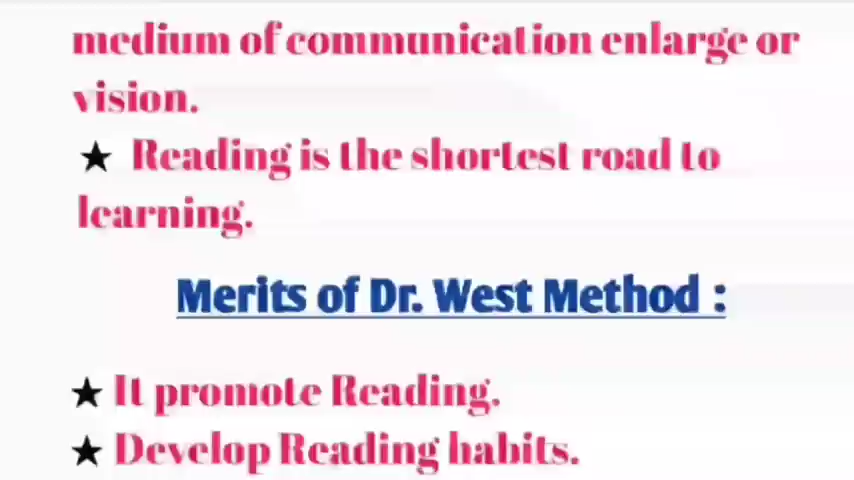 medium of communication enlarge or
vision.
★ Reading is the shortest road to
learning.
Merits of Dr. West Method :
★ It promote Reading.
★ Develop Reading habits.